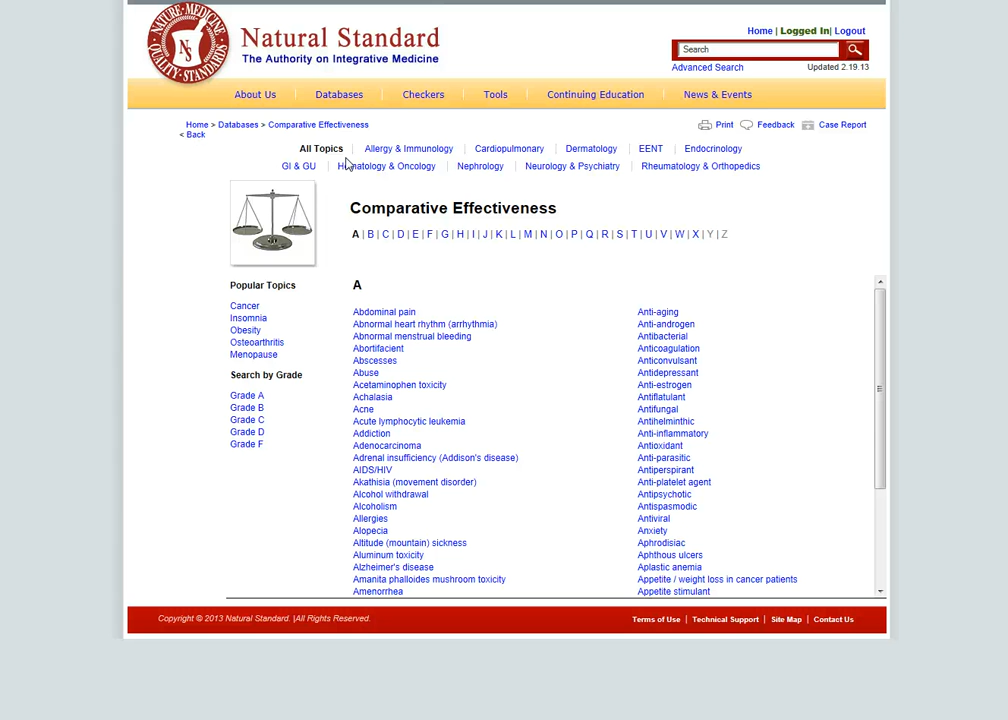 NATURE · MEDICINE
NS
QUALITY · STANDARDS
Natural Standard
The Authority on Integrative Medicine
Home | Logged In| Logout
Search
Advanced Search
Updated 2.19.13
About Us
Databases
Checkers
Tools
Continuing Education
News & Events
Home > Databases > Comparative Effectiveness
Print
Feedback
Case Report
< Back
All Topics
Allergy & Immunology
Cardiopulmonary
Dermatology
EENT
Endocrinology
GI & GU
Hematology & Oncology
Nephrology
Neurology & Psychiatry
Rheumatology & Orthopedics
Comparative Effectiveness
A | B | C | D | E | F | G | H | I | J | K | L | M | N | O | P | Q | R | S | T | U | V | W | X | Y | Z
Popular Topics
Cancer
Insomnia
Obesity
Osteoarthritis
Menopause
Search by Grade
Grade A
Grade B
Grade C
Grade D
Grade F
A
Abdominal pain
Abnormal heart rhythm (arrhythmia)
Abnormal menstrual bleeding
Abortifacient
Abscesses
Abuse
Acetaminophen toxicity
Achalasia
Acne
Acute lymphocytic leukemia
Addiction
Adenocarcinoma
Adrenal insufficiency (Addison's disease)
AIDS/HIV
Akathisia (movement disorder)
Alcohol withdrawal
Alcoholism
Allergies
Alopecia
Altitude (mountain) sickness
Aluminum toxicity
Alzheimer's disease
Amanita phalloides mushroom toxicity
Amenorrhea
Anti-aging
Anti-androgen
Antibacterial
Anticoagulation
Anticonvulsant
Antidepressant
Anti-estrogen
Antiflatulant
Antifungal
Antihelminthic
Anti-inflammatory
Antioxidant
Anti-parasitic
Antiperspirant
Anti-platelet agent
Antipsychotic
Antispasmodic
Antiviral
Anxiety
Aphrodisiac
Aphthous ulcers
Aplastic anemia
Appetite / weight loss in cancer patients
Appetite stimulant
Copyright © 2013 Natural Standard. |All Rights Reserved.
Terms of Use | Technical Support | Site Map | Contact Us